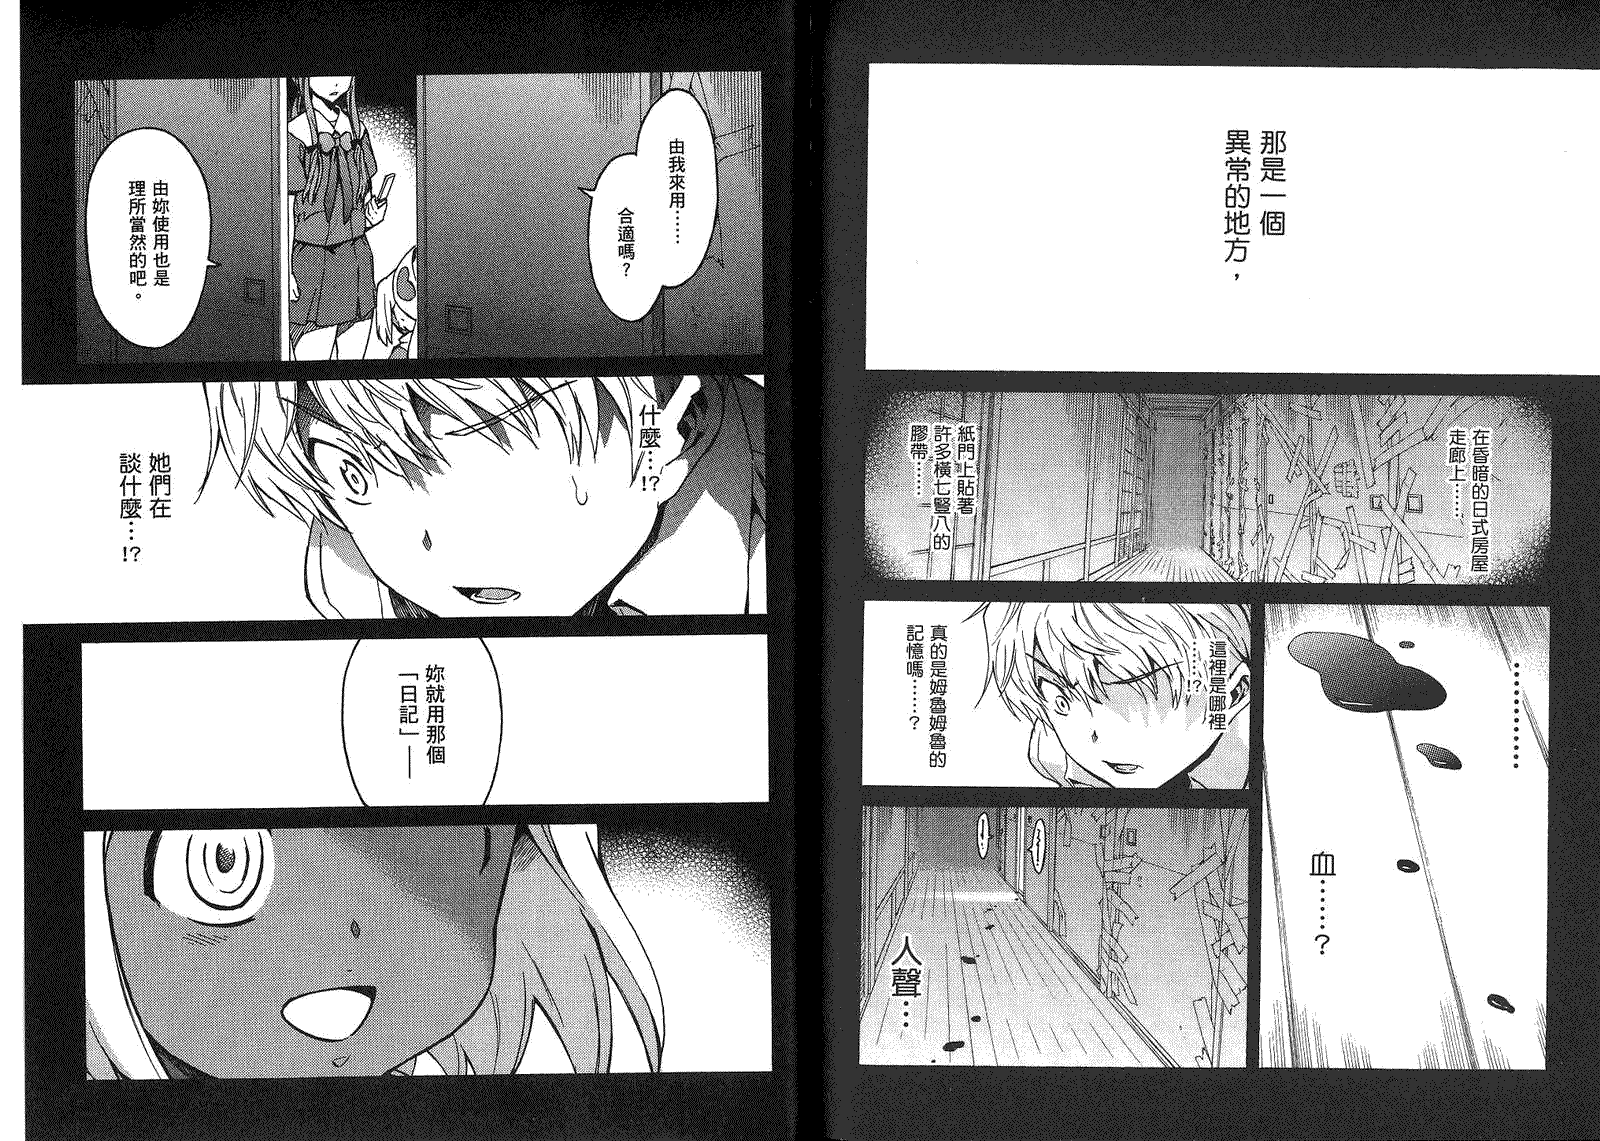 那是一個
異常的地方，
在昏暗的日式房屋
走廊上……
紙門上貼著
許多橫七豎八的
膠帶……
…………
血……？
這裡是哪裡
……!?
真的是姆魯姆魯的
記憶嗎……？
人聲…
由我來用……
合適嗎？
由妳使用也是
理所當然的吧。
什麼…!?
她們在
談什麼…!?
妳就用那個
「日記」──